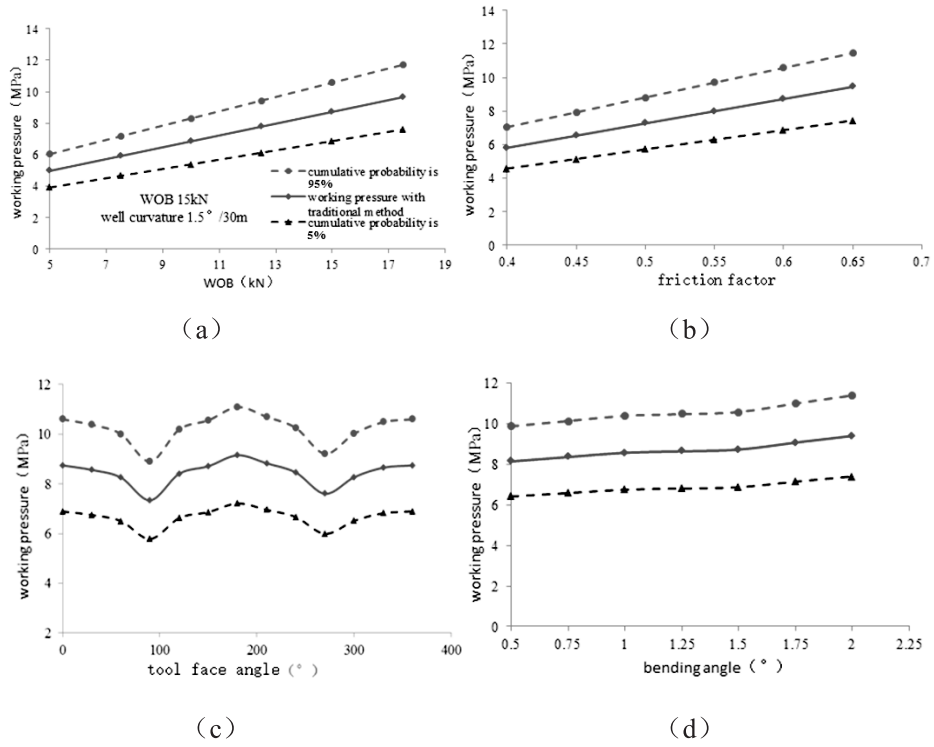 14
12
10
8
6
4
2
0
working pressure（MPa）
cumulative probability is
95%
working pressure with
traditional method
cumulative probability is
5%
WOB 15kN
well curvature 1.5°/30m
5 7 9 11 13 15 17 19
WOB（kN）
（a）
14
12
10
8
6
4
2
0
working pressure（MPa）
0.4 0.45 0.5 0.55 0.6 0.65 0.7
friction factor
（b）
12
10
8
6
4
2
working pressure（MPa）
0 100 200 300 400
tool face angle（°）
（c）
12
10
8
6
4
2
0
working pressure（MPa）
0.5 0.75 1 1.25 1.5 1.75 2 2.25
bending angle（°）
（d）